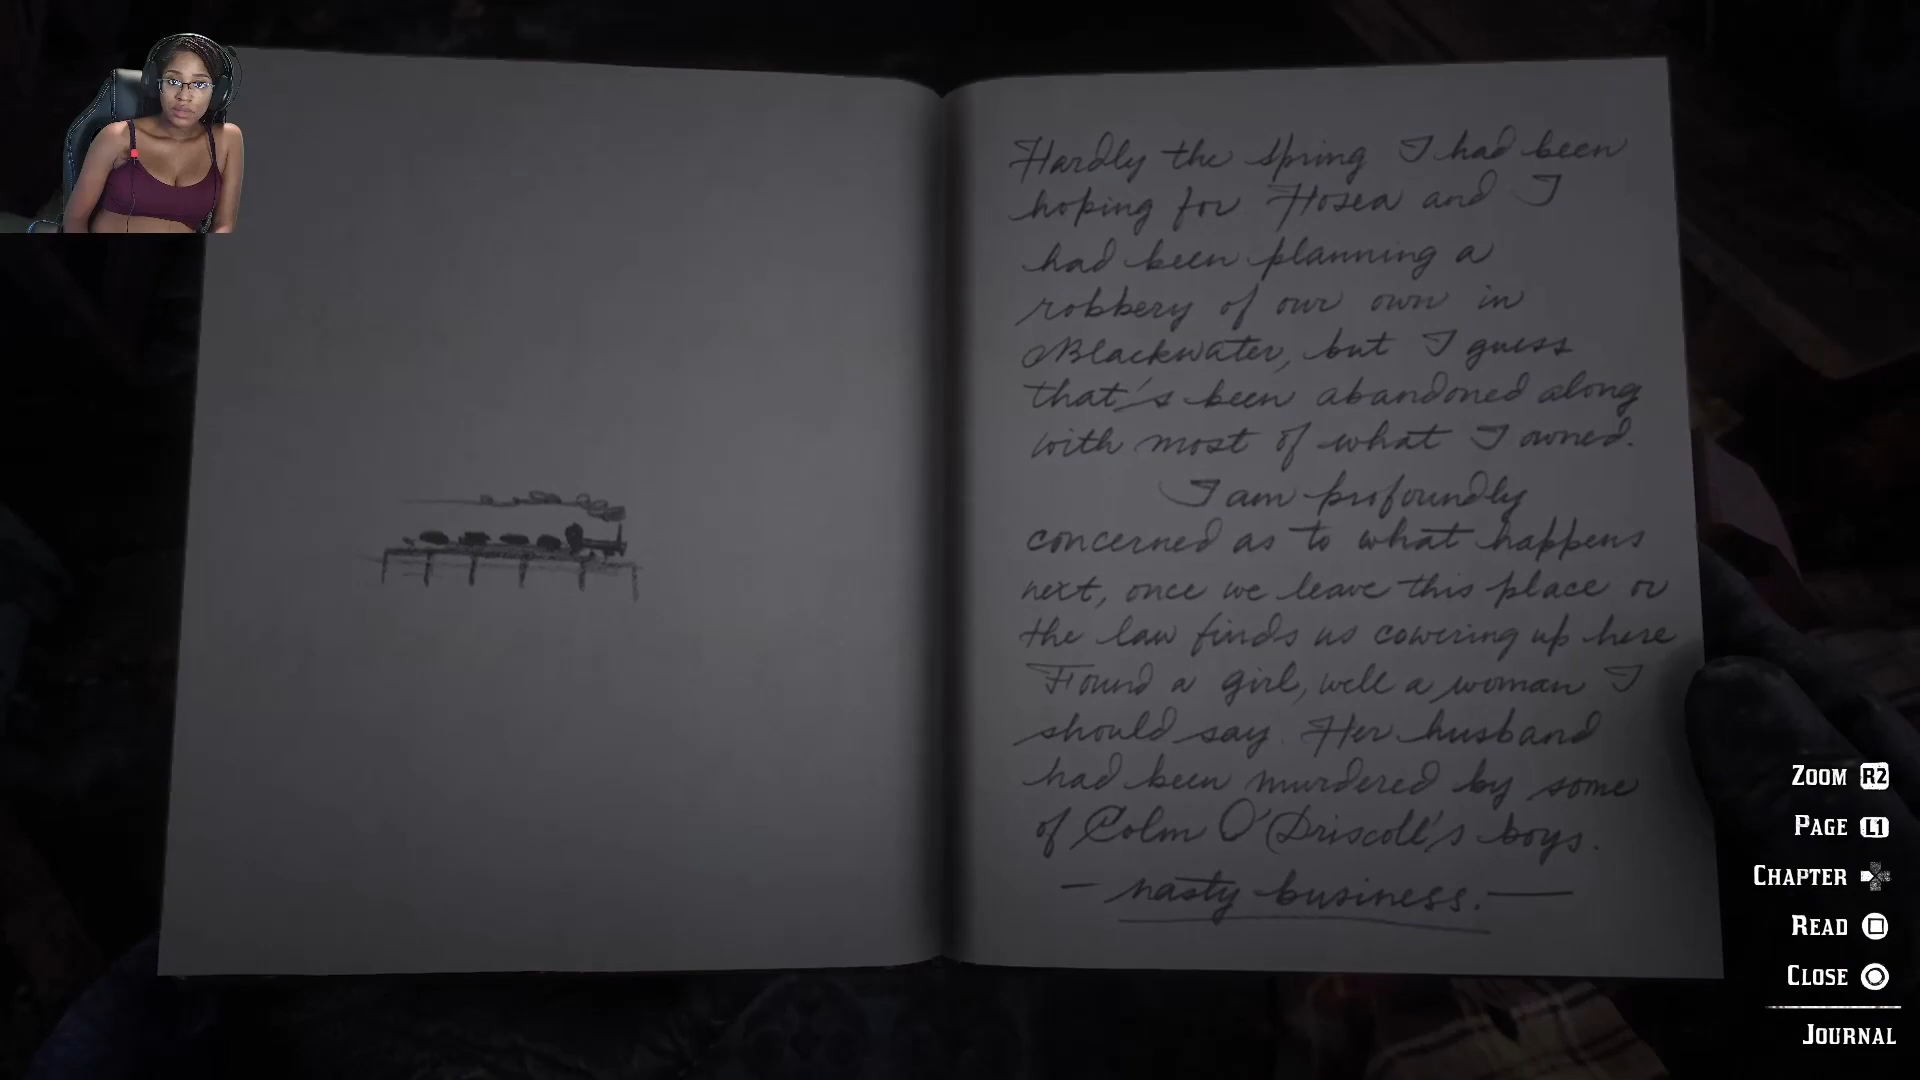 Hardly the spring I had been
hoping for Hosea and I
had been planning a
robbery of our own in
Blackwater, but I guess
that's been abandoned along
with most of what I owned.
I am profoundly
concerned as to what happens
next, once we leave this place or
the law finds us cowering up here
Found a girl, well a woman I
should say. Her husband
had been murdered by some
of Colm O'Driscoll's boys.
— nasty business. —
ZOOM R2
PAGE L1
CHAPTER
READ
CLOSE
JOURNAL